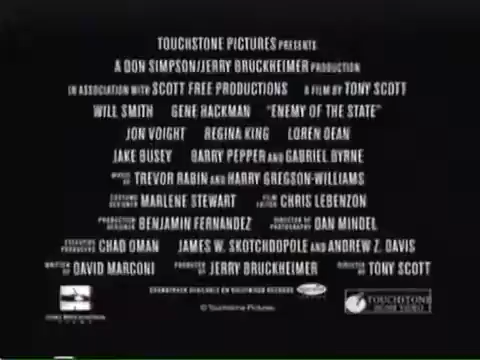 TOUCHSTONE PICTURES PRESENTS
A DON SIMPSON/JERRY BRUCKHEIMER PRODUCTION
IN ASSOCIATION WITH SCOTT FREE PRODUCTIONS A FILM BY TONY SCOTT
WILL SMITH GENE HACKMAN "ENEMY OF THE STATE"
JON VOIGHT REGINA KING LOREN DEAN
JAKE BUSEY BARRY PEPPER AND GABRIEL BYRNE
MUSIC BY TREVOR RABIN AND HARRY GREGSON-WILLIAMS
COSTUME DESIGNER MARLENE STEWART FILM EDITOR CHRIS LEBENZON
PRODUCTION DESIGNER BENJAMIN FERNANDEZ DIRECTOR OF PHOTOGRAPHY DAN MINDEL
EXECUTIVE PRODUCERS CHAD OMAN JAMES W. SKOTCHDOPOLE AND ANDREW Z. DAVIS
WRITTEN BY DAVID MARCONI PRODUCED BY JERRY BRUCKHEIMER DIRECTED BY TONY SCOTT
SOUNDTRACK AVAILABLE ON HOLLYWOOD RECORDS
© Touchstone Pictures
TOUCHSTONE
HOME VIDEO